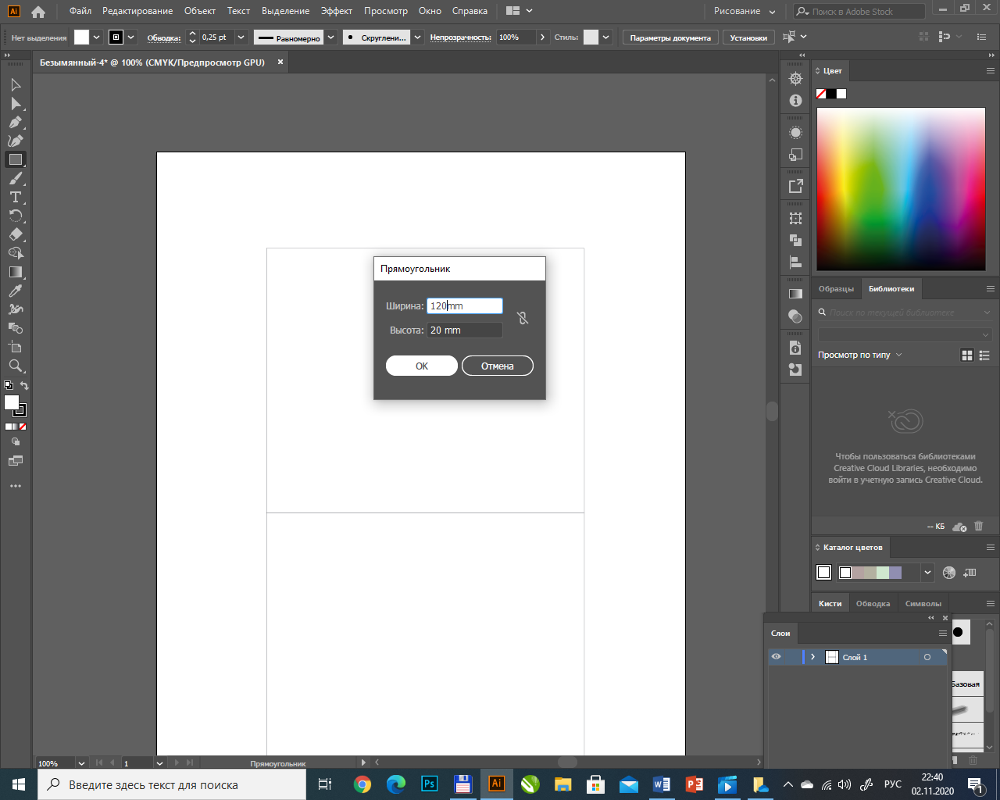 Ai
Файл Редактирование Объект Текст Выделение Эффект Просмотр Окно Справка
Рисование
Поиск в Adobe Stock
Нет выделения
Обводка: 0,25 pt
Равномерно
Скруглени...
Непрозрачность: 100%
Стиль:
Параметры документа
Установки
Безымянный-4* @ 100% (CMYK/Предпросмотр GPU)
Цвет
Прямоугольник
Ширина: 120mm
Высота: 20 mm
ОК
Отмена
Образцы Библиотеки
Поиск по текущей библиотеке
Просмотр по типу
Чтобы пользоваться библиотеками
Creative Cloud Libraries, необходимо
войти в учетную запись Creative Cloud.
-- КБ
Каталог цветов
Кисти Обводка Символы
Слои
Слой 1
Базовая
100% 1 Прямоугольник
Введите здесь текст для поиска
Ps
Ai
РУС
22:40
02.11.2020
1